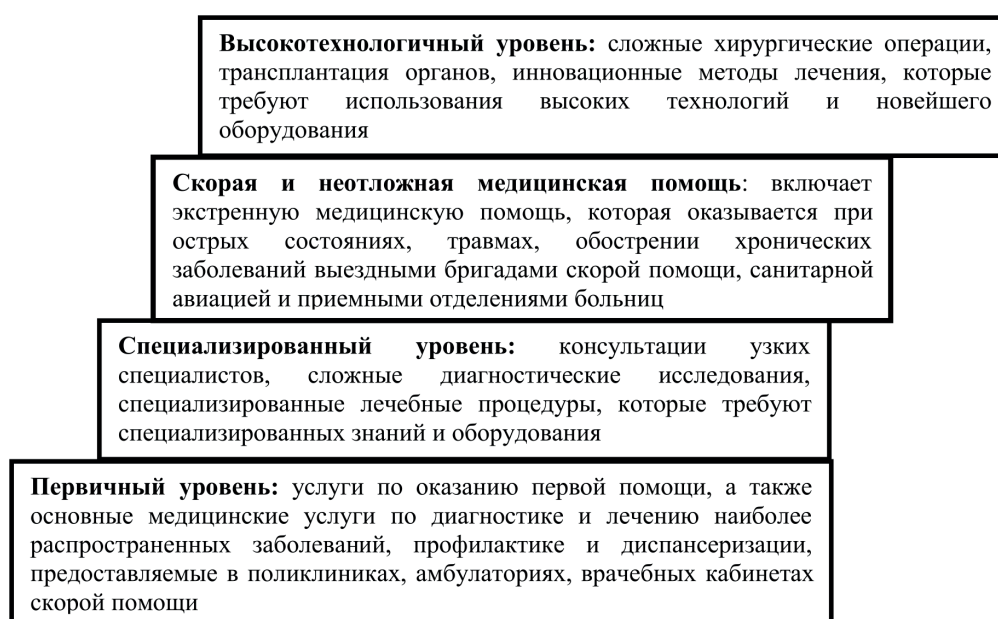 Высокотехнологичный уровень: сложные хирургические операции,
трансплантация органов, инновационные методы лечения, которые
требуют использования высоких технологий и новейшего
оборудования
Скорая и неотложная медицинская помощь: включает
экстренную медицинскую помощь, которая оказывается при
острых состояниях, травмах, обострении хронических
заболеваний выездными бригадами скорой помощи, санитарной
авиацией и приемными отделениями больниц
Специализированный уровень: консультации узких
специалистов, сложные диагностические исследования,
специализированные лечебные процедуры, которые требуют
специализированных знаний и оборудования
Первичный уровень: услуги по оказанию первой помощи, а также
основные медицинские услуги по диагностике и лечению наиболее
распространенных заболеваний, профилактике и диспансеризации,
предоставляемые в поликлиниках, амбулаториях, врачебных кабинетах
скорой помощи